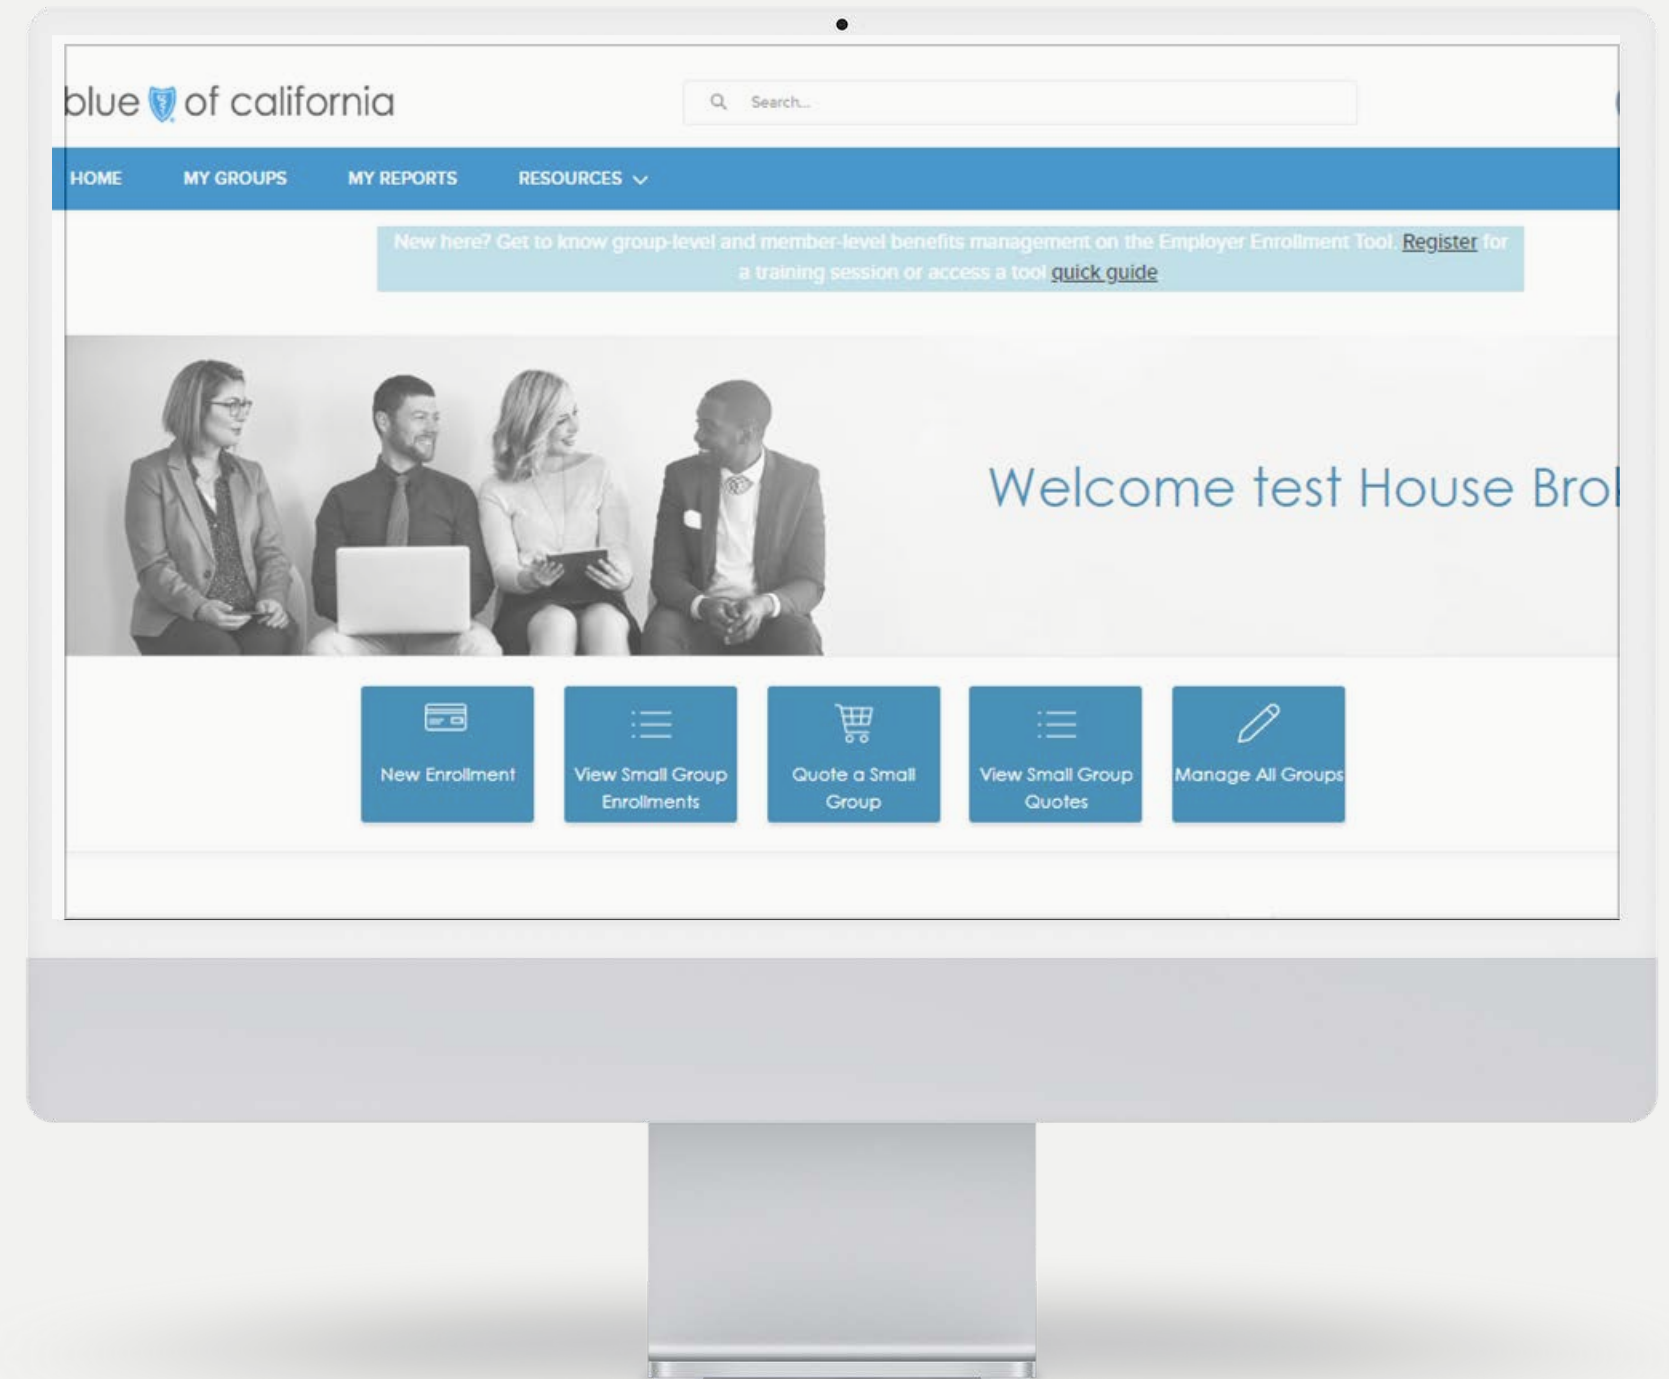 blue of california
Search...
HOME MY GROUPS MY REPORTS RESOURCES
New here? Get to know group-level and member-level benefits management on the Employer Enrollment Tool. Register for
a training session or access a tool quick guide
Welcome test House Bro
New Enrollment
View Small Group
Enrollments
Quote a Small
Group
View Small Group
Quotes
Manage All Groups